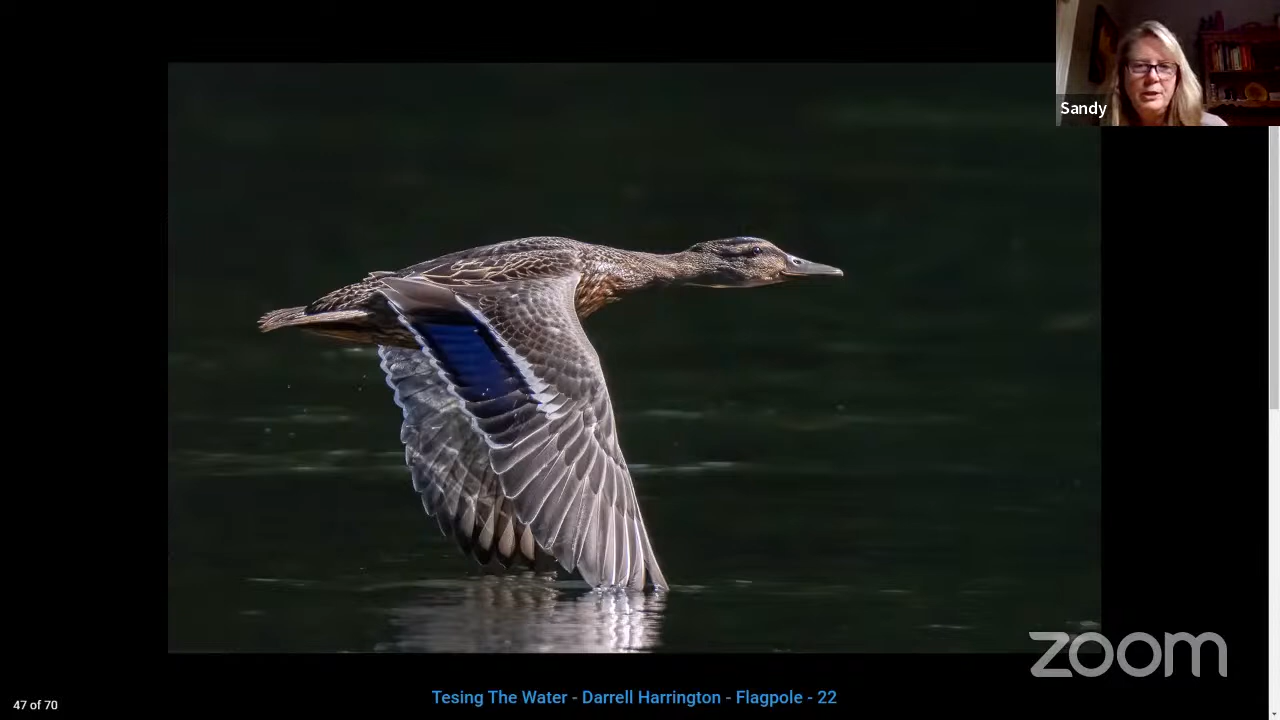 Sandy
zoom
Tesing The Water - Darrell Harrington - Flagpole - 22
47 of 70